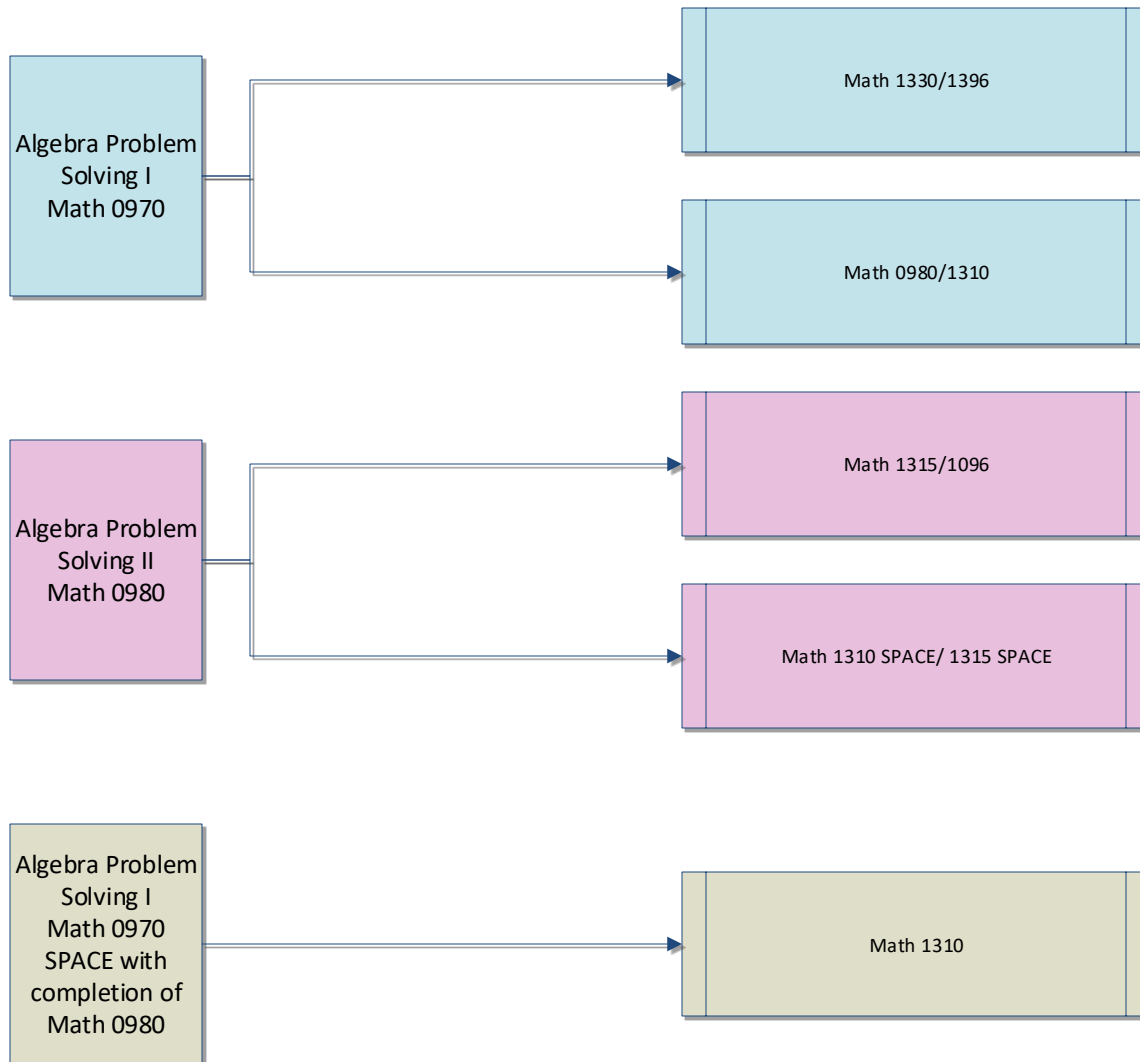 Algebra Problem
Solving I
Math 0970
Math 1330/1396
Math 0980/1310
Algebra Problem
Solving II
Math 0980
Math 1315/1096
Math 1310 SPACE/ 1315 SPACE
Algebra Problem
Solving I
Math 0970
SPACE with
completion of
Math 0980
Math 1310